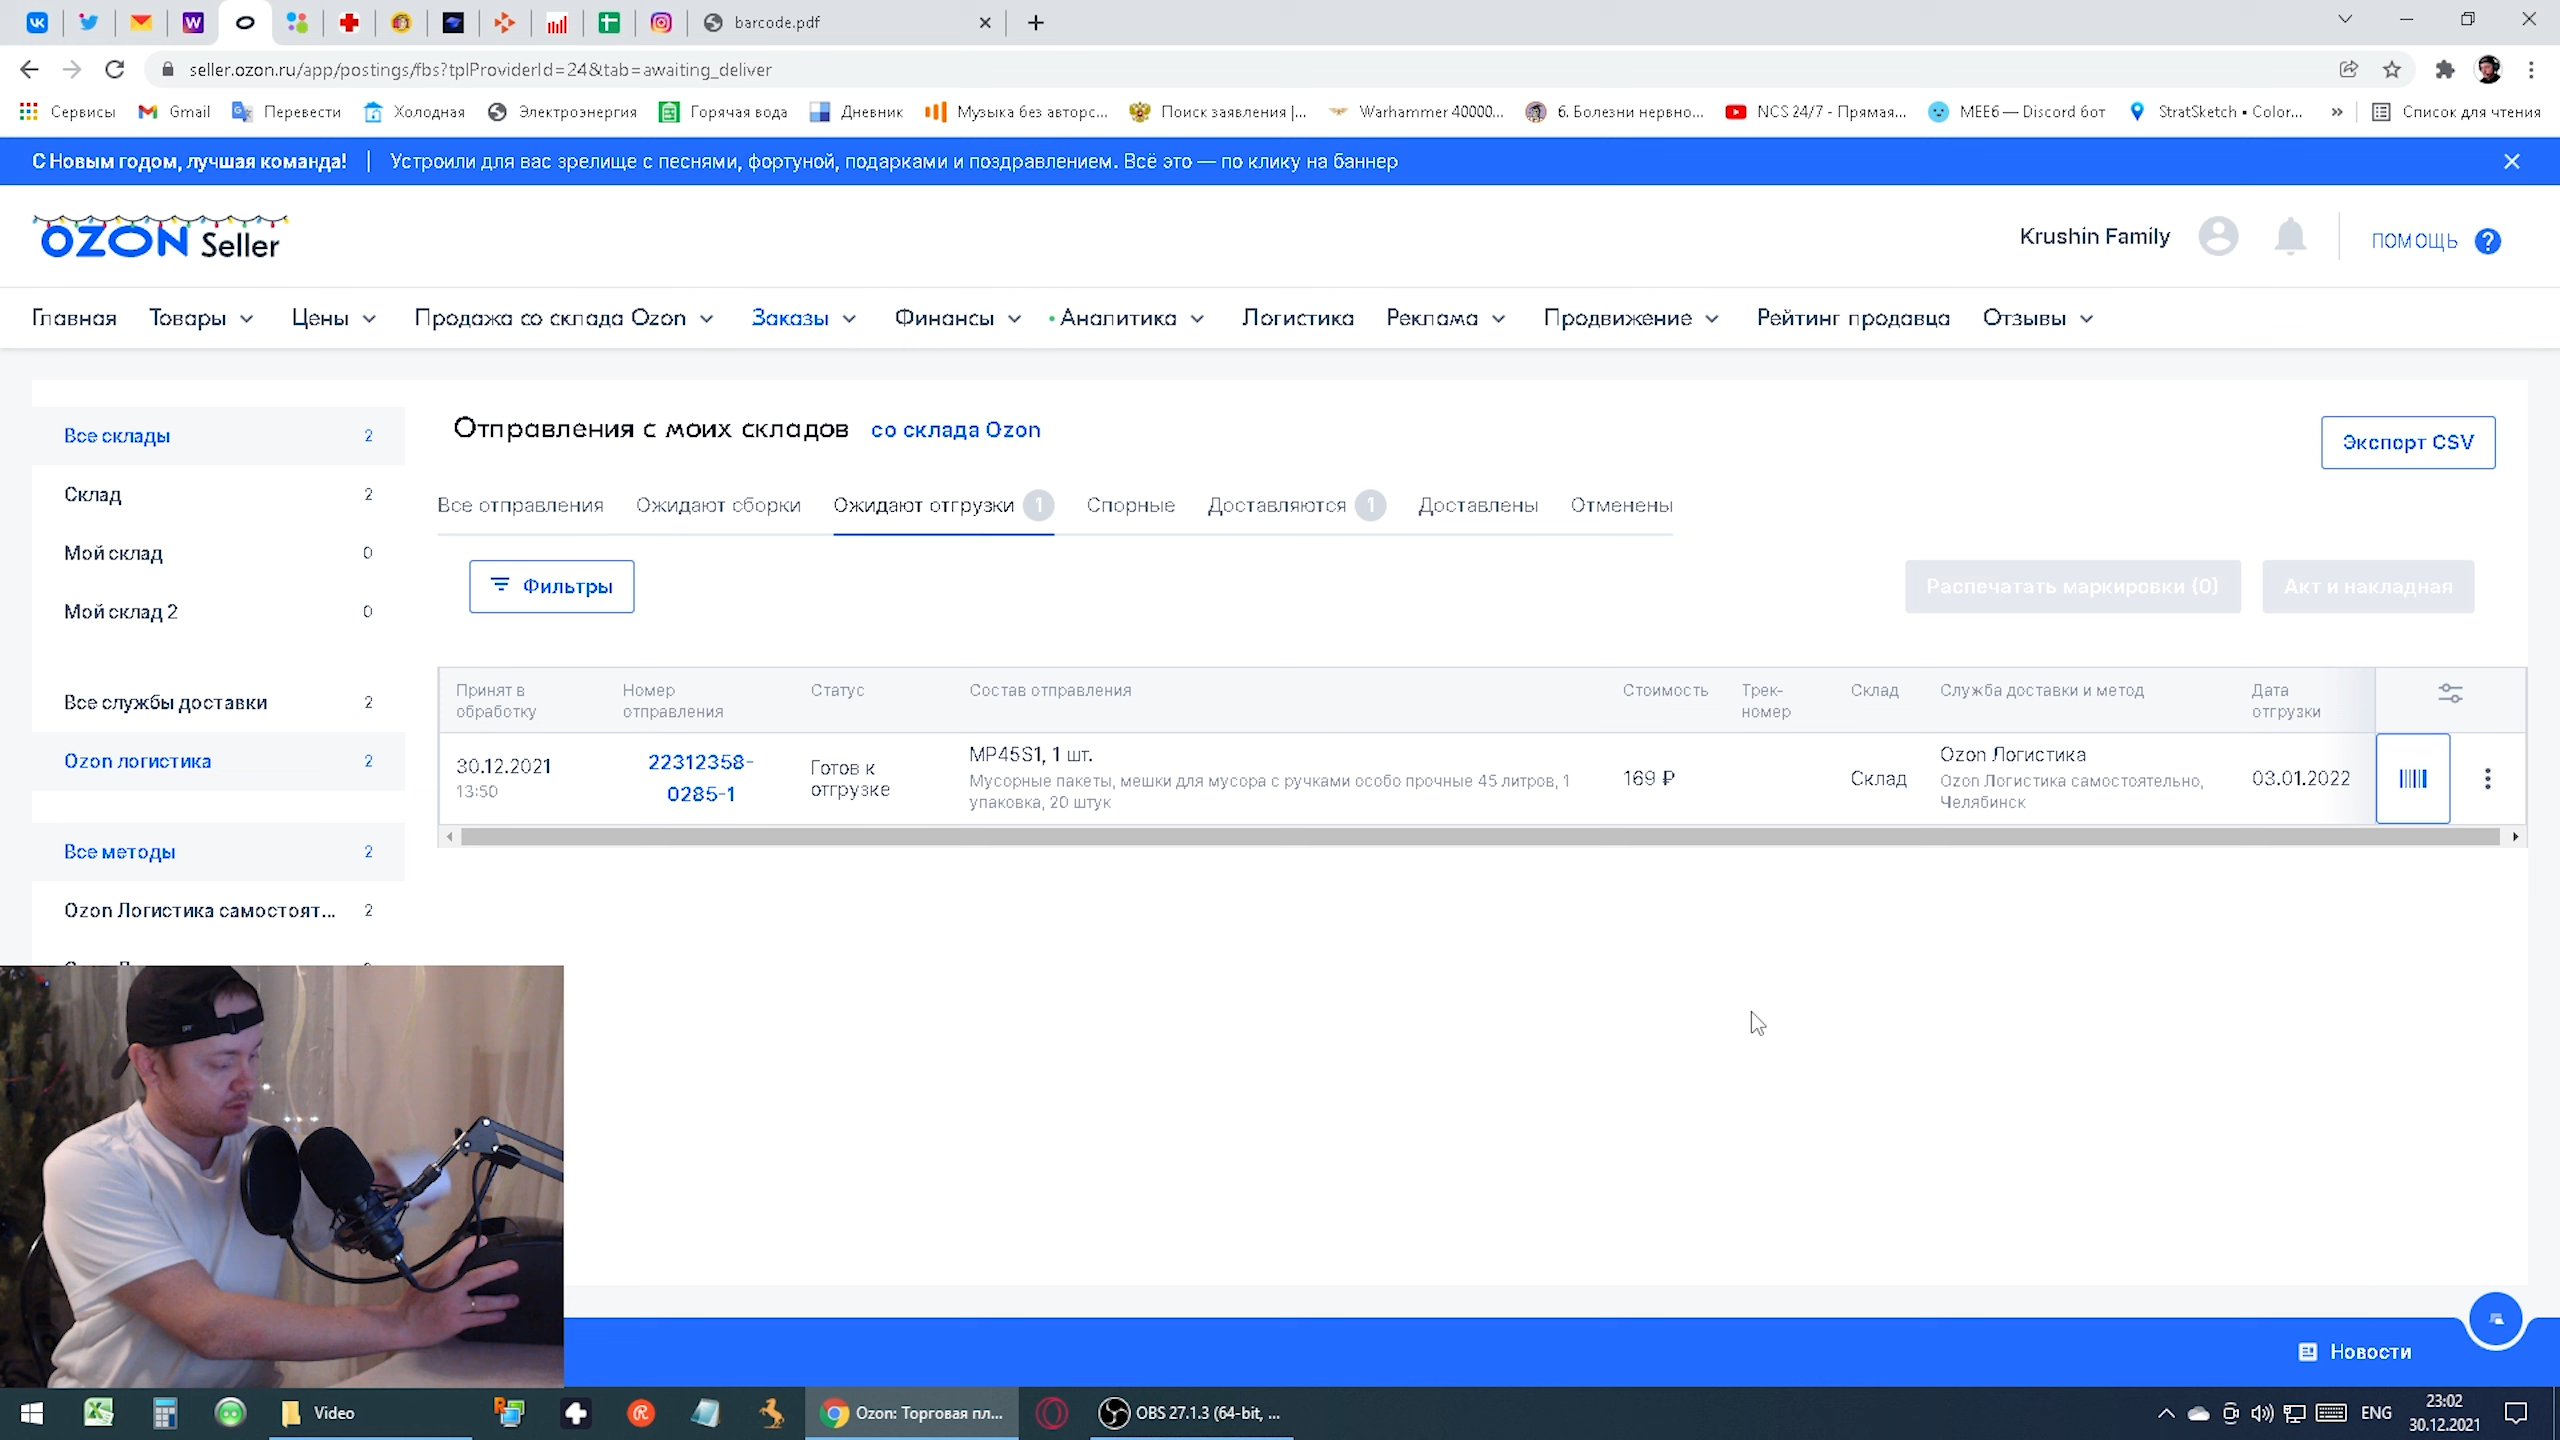 barcode.pdf
seller.ozon.ru/app/postings/fbs?tplProviderId=24&tab=awaiting_deliver
Сервисы Gmail Перевести Холодная Электроэнергия Горячая вода Дневник Музыка без авторс... Поиск заявления |... Warhammer 40000... 6. Болезни нервно... NCS 24/7 - Прямая... MEE6 — Discord бот StratSketch • Color... » Список для чтения
С Новым годом, лучшая команда! | Устроили для вас зрелище с песнями, фортуной, подарками и поздравлением. Всё это — по клику на баннер
OZON Seller
Krushin Family
ПОМОЩЬ ?
Главная Товары Цены Продажа со склада Ozon Заказы Финансы Аналитика Логистика Реклама Продвижение Рейтинг продавца Отзывы
Все склады 2
Склад 2
Мой склад 0
Мой склад 2 0
Все службы доставки 2
Ozon логистика 2
Все методы 2
Ozon Логистика самостоят... 2
Отправления с моих складов со склада Ozon
Экспорт CSV
Все отправления Ожидают сборки Ожидают отгрузки 1 Спорные Доставляются 1 Доставлены Отменены
Фильтры
Распечатать маркировки (0) Акт и накладная
Принят в обработку
Номер отправления
Статус
Состав отправления
Стоимость
Трек-номер
Склад
Служба доставки и метод
Дата отгрузки
30.12.2021
13:50
22312358-
0285-1
Готов к
отгрузке
MP45S1, 1 шт.
Мусорные пакеты, мешки для мусора с ручками особо прочные 45 литров, 1
упаковка, 20 штук
169 ₽
Склад
Ozon Логистика
Ozon Логистика самостоятельно,
Челябинск
03.01.2022
Новости
Video
Ozon: Торговая пл...
OBS 27.1.3 (64-bit, ...
ENG
23:02
30.12.2021